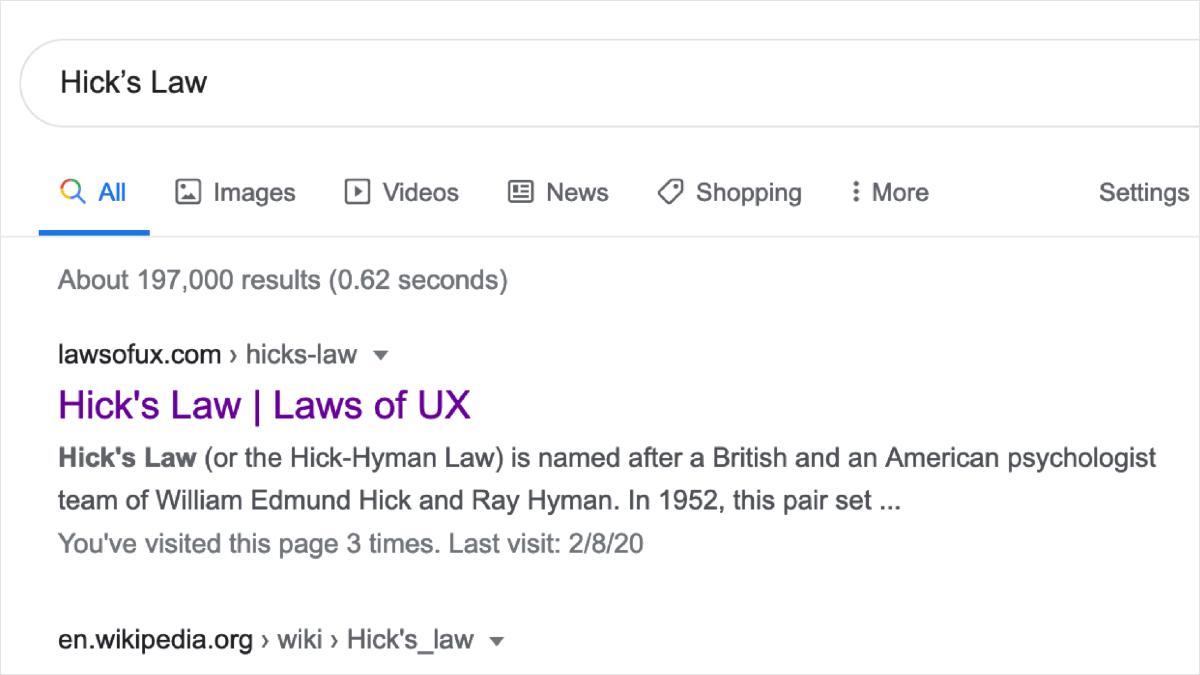 Hick’s Law
All Images Videos News Shopping More Settings
About 197,000 results (0.62 seconds)
lawsofux.com › hicks-law
Hick's Law | Laws of UX
Hick's Law (or the Hick-Hyman Law) is named after a British and an American psychologist
team of William Edmund Hick and Ray Hyman. In 1952, this pair set ...
You've visited this page 3 times. Last visit: 2/8/20
en.wikipedia.org › wiki › Hick's_law